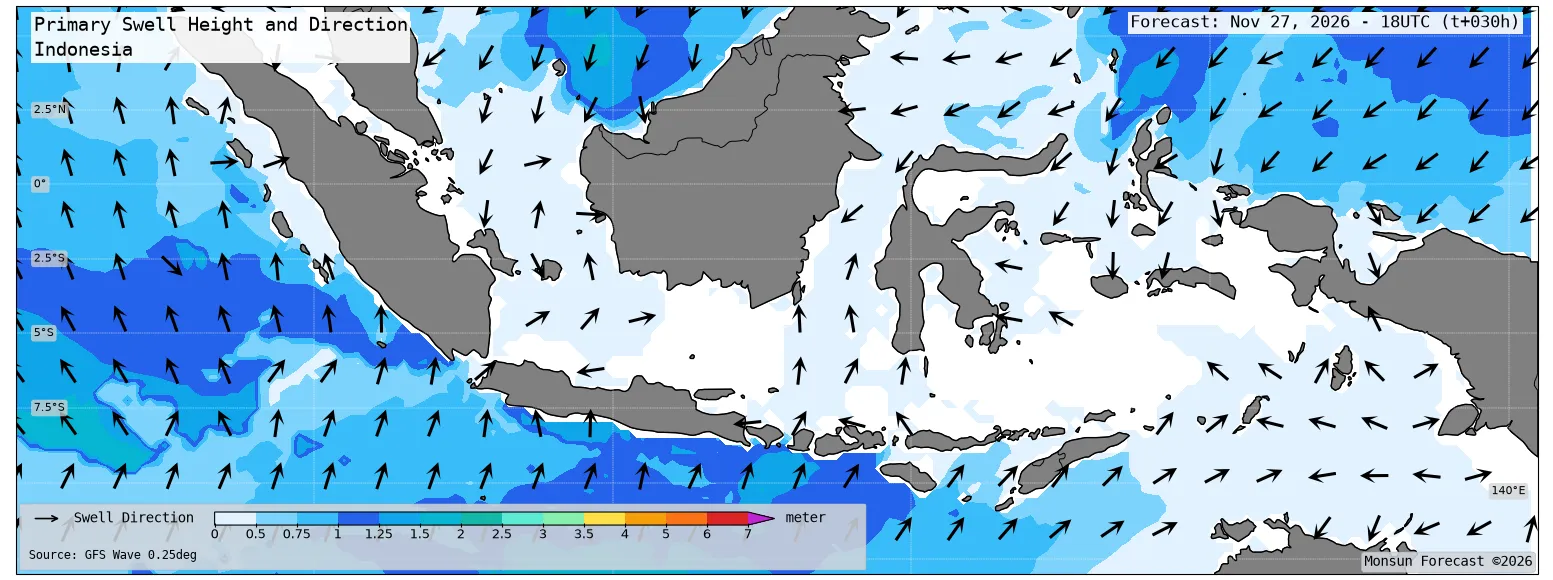 Primary Swell Height and Direction
Indonesia
Forecast: Nov 27, 2026 - 18UTC (t+030h)
2.5°N
0°
2.5°S
5°S
7.5°S
140°E
Swell Direction
0 0.5 0.75 1 1.25 1.5 2 2.5 3 3.5 4 5 6 7
meter
Source: GFS Wave 0.25deg
Monsun Forecast ©2026